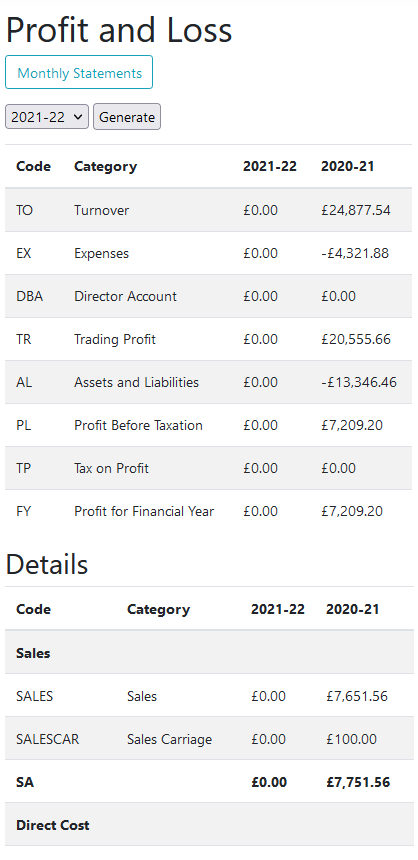 Profit and Loss
Monthly Statements
2021-22 Generate
Code Category 2021-22 2020-21
TO Turnover £0.00 £24,877.54
EX Expenses £0.00 -£4,321.88
DBA Director Account £0.00 £0.00
TR Trading Profit £0.00 £20,555.66
AL Assets and Liabilities £0.00 -£13,346.46
PL Profit Before Taxation £0.00 £7,209.20
TP Tax on Profit £0.00 £0.00
FY Profit for Financial Year £0.00 £7,209.20
Details
Code Category 2021-22 2020-21
Sales
SALES Sales £0.00 £7,651.56
SALESCAR Sales Carriage £0.00 £100.00
SA £0.00 £7,751.56
Direct Cost